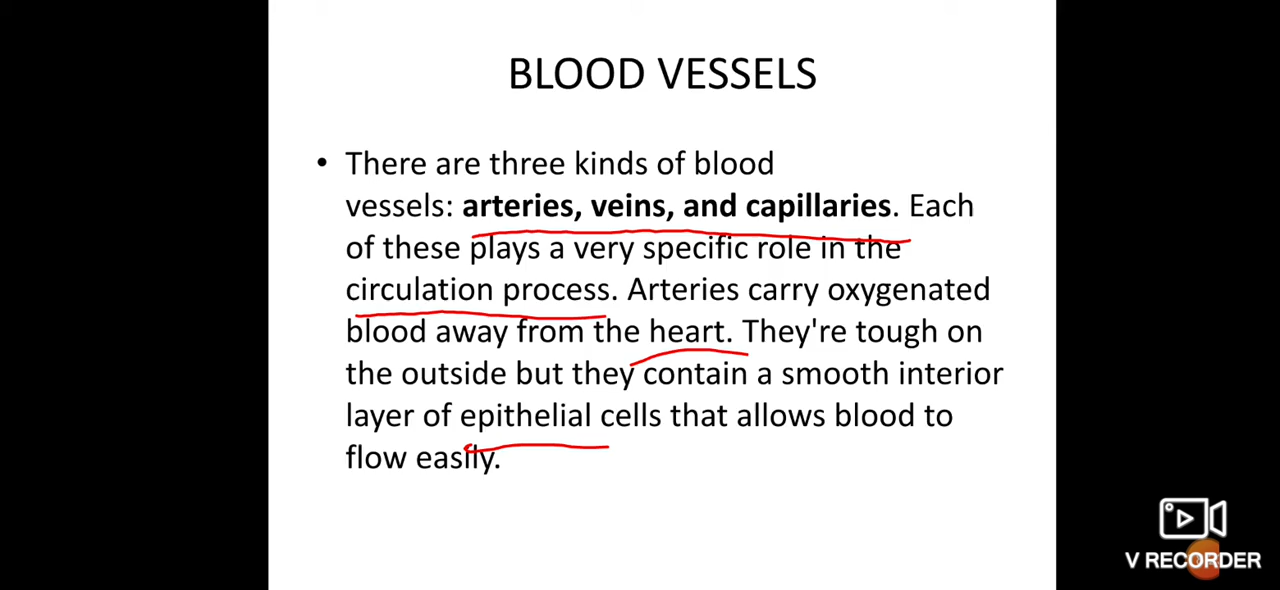 BLOOD VESSELS
• There are three kinds of blood
vessels: arteries, veins, and capillaries. Each
of these plays a very specific role in the
circulation process. Arteries carry oxygenated
blood away from the heart. They're tough on
the outside but they contain a smooth interior
layer of epithelial cells that allows blood to
flow easily.
V RECORDER